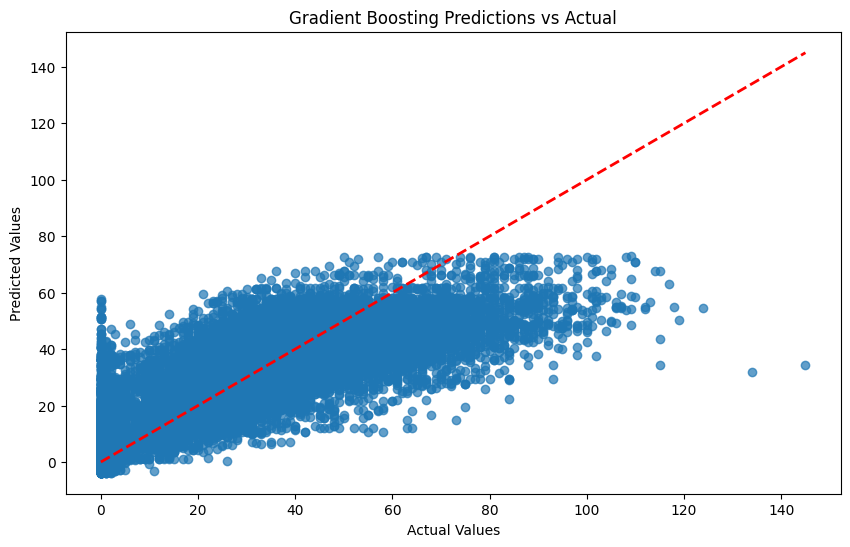 Gradient Boosting Predictions vs Actual
140
120
100
80
60
40
20
0
Predicted Values
0 20 40 60 80 100 120 140
Actual Values